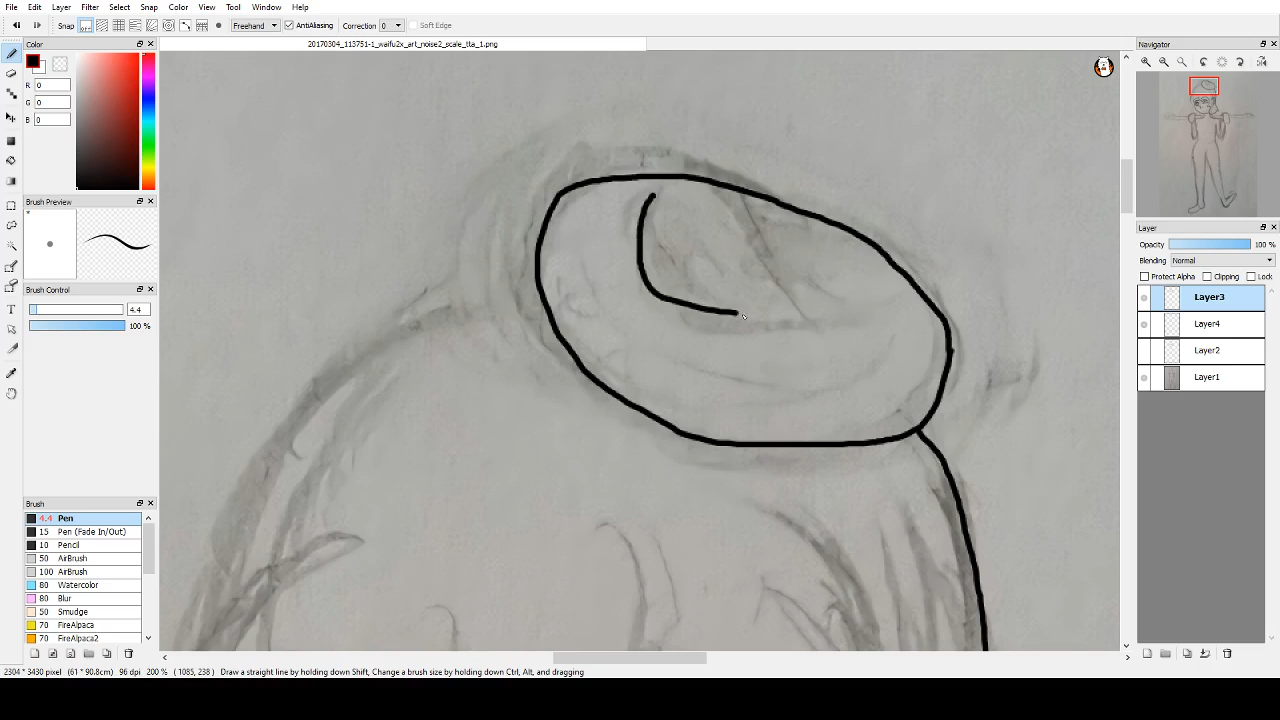 File Edit Layer Filter Select Snap Color View Tool Window Help
Snap Freehand AntiAliasing Correction 0 Soft Edge
20170304_113751-1_waifu2x_art_noise2_scale_tta_1.png
Color
R 0
G 0
B 0
Brush Preview
*
Brush Control
4.4
100 %
Brush
4.4 Pen
15 Pen (Fade In/Out)
10 Pencil
50 AirBrush
100 AirBrush
80 Watercolor
80 Blur
50 Smudge
70 FireAlpaca
70 FireAlpaca2
Navigator
Layer
Opacity 100 %
Blending Normal
Protect Alpha Clipping Lock
Layer3
Layer4
Layer2
Layer1
2304 * 3430 pixel (61 * 90.8cm) 96 dpi 200 % ( 1085, 238 ) Draw a straight line by holding down Shift, Change a brush size by holding down Ctrl, Alt, and dragging